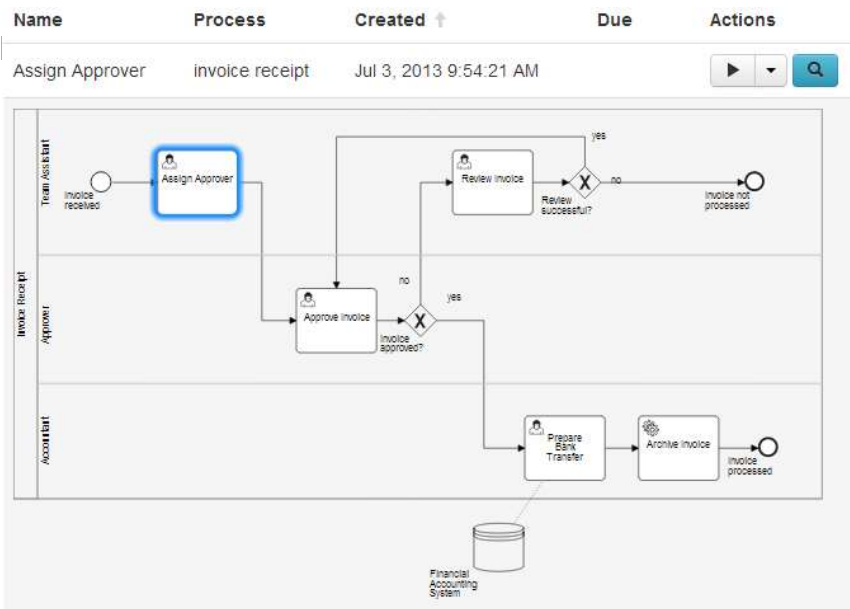 Name Process Created Due Actions
Assign Approver invoice receipt Jul 3, 2013 9:54:21 AM
Invoice Receipt
Team Assistant
Invoice
received
Assign Approver
Review Invoice
Review
successful?
yes
no
Invoice not
processed
Approver
Approve Invoice
no
yes
Invoice
approved?
Accountant
Prepare
Bank
Transfer
Archive Invoice
Invoice
processed
Financial
Accounting
System